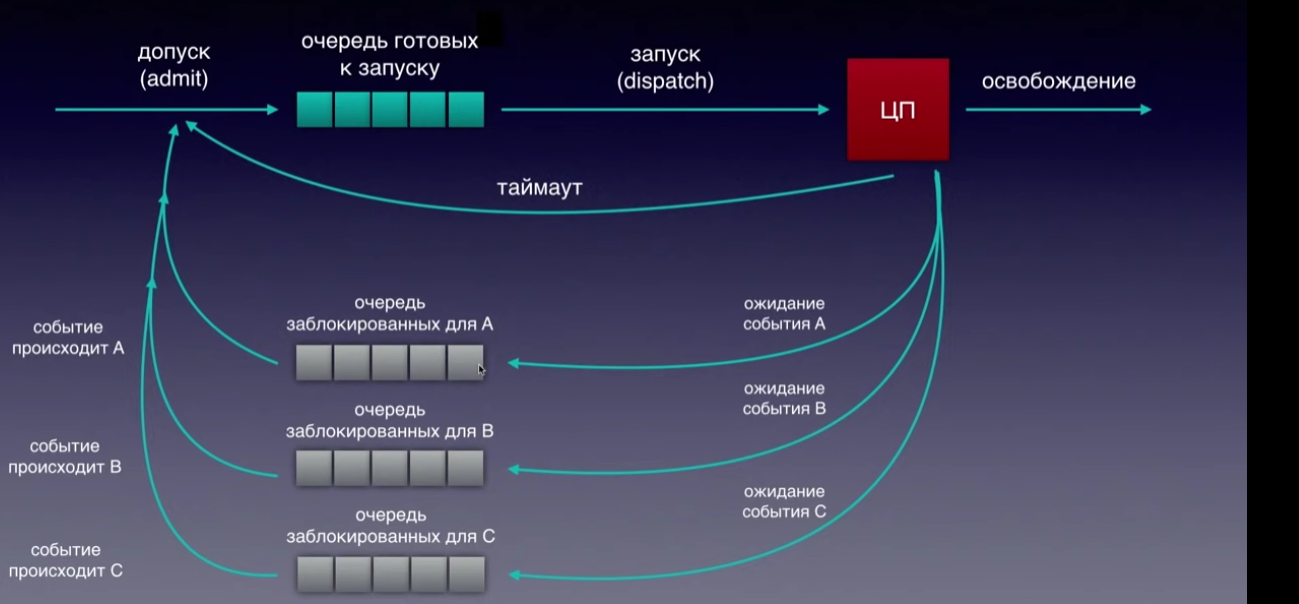 допуск
(admit)
очередь готовых
к запуску
запуск
(dispatch)
ЦП
освобождение
таймаут
очередь
заблокированных для A
ожидание
события A
событие
происходит A
очередь
заблокированных для B
ожидание
события B
событие
происходит B
очередь
заблокированных для C
ожидание
события C
событие
происходит C